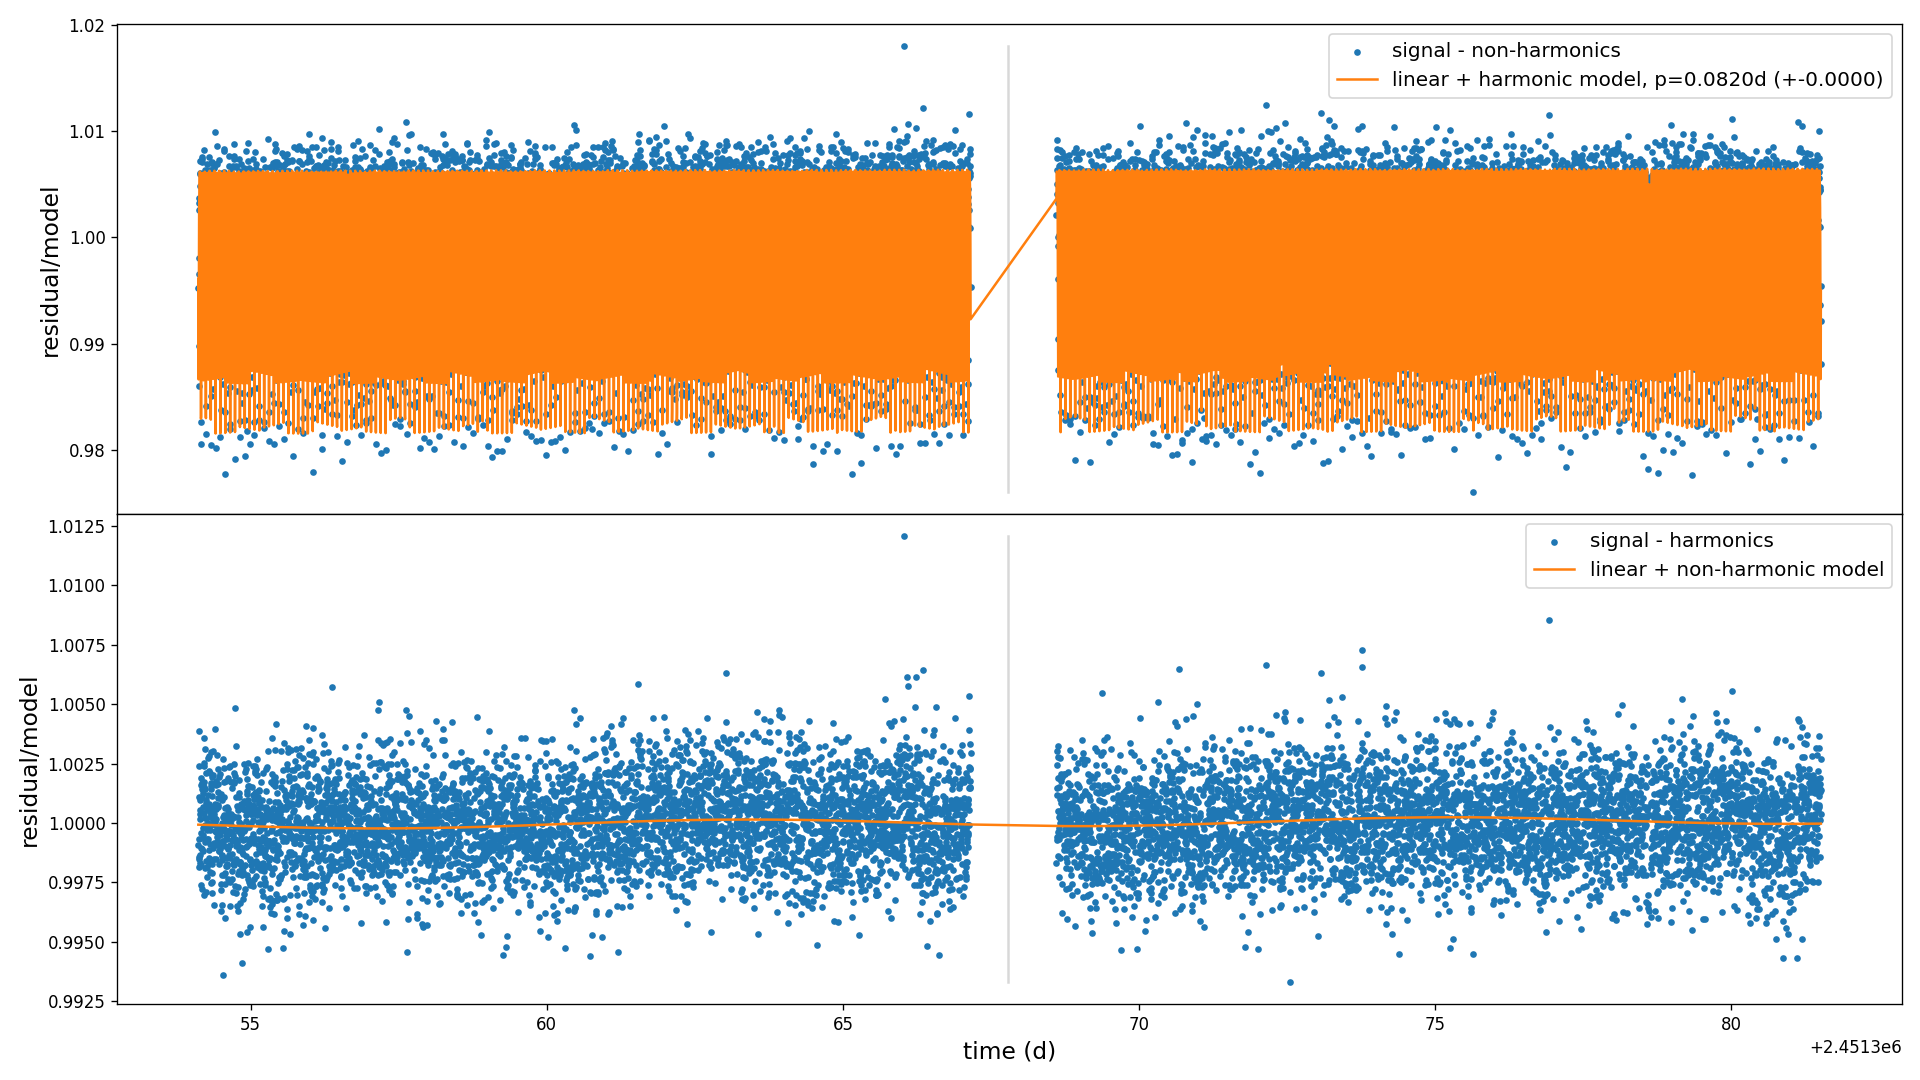 1.02
1.01
1.00
0.99
0.98
residual/model
signal - non-harmonics
linear + harmonic model, p=0.0820d (+-0.0000)
1.0125
1.0100
1.0075
1.0050
1.0025
1.0000
0.9975
0.9950
0.9925
residual/model
signal - harmonics
linear + non-harmonic model
55
60
65
70
75
80
time (d)
+2.4513e6